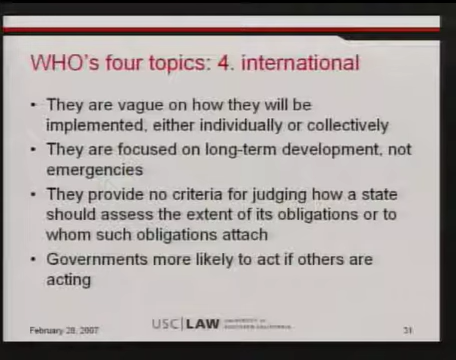 WHO's four topics: 4. international
• They are vague on how they will be
implemented, either individually or collectively
• They are focused on long-term development, not
emergencies
• They provide no criteria for judging how a state
should assess the extent of its obligations or to
whom such obligations attach
• Governments more likely to act if others are
acting
February 28, 2007
USC|LAW
31